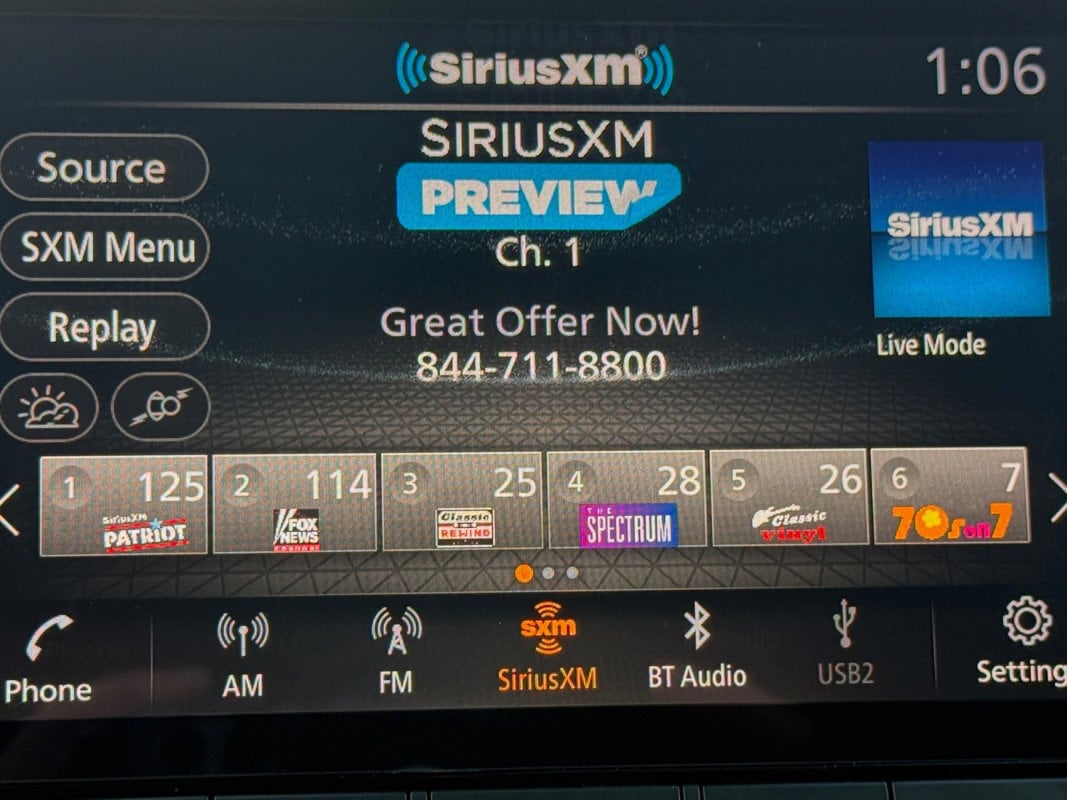 SiriusXM®
1:06
Source
SXM Menu
Replay
SIRIUSXM
PREVIEW
Ch. 1
Great Offer Now!
844-711-8800
SiriusXM
Live Mode
1 125
SiriusXM
PATRIOT
2 114
FOX
NEWS
channel
3 25
Classic
REWIND
4 28
THE
SPECTRUM
5 26
Classic
vinyl
6 7
70s on 7
Phone
AM
FM
sxm
SiriusXM
BT Audio
USB2
Setting